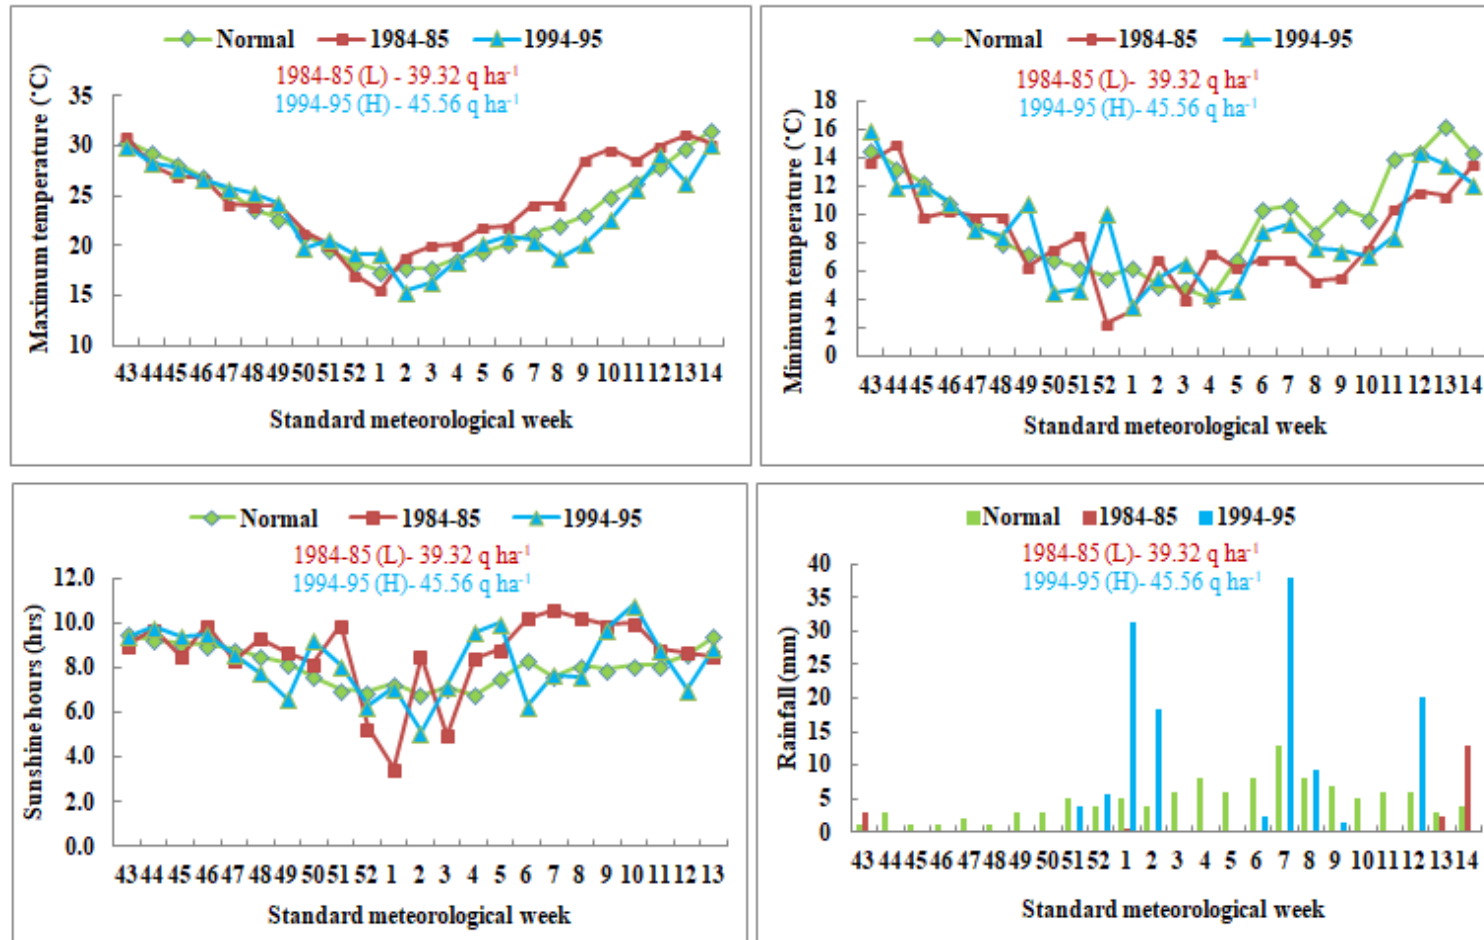 Normal 1984-85 1994-95
1984-85 (L) - 39.32 q ha-1
1994-95 (H) - 45.56 q ha-1
Maximum temperature (˚C)
35
30
25
20
15
10
43 44 45 46 47 48 49 50 51 52 1 2 3 4 5 6 7 8 9 10 11 12 13 14
Standard meteorological week
Normal 1984-85 1994-95
1984-85 (L)- 39.32 q ha-1
1994-95 (H)- 45.56 q ha-1
Minimum temperature (˚C)
18
16
14
12
10
8
6
4
2
0
43 44 45 46 47 48 49 50 51 52 1 2 3 4 5 6 7 8 9 10 11 12 13 14
Standard meteorological week
Normal 1984-85 1994-95
1984-85 (L)- 39.32 q ha-1
1994-95 (H)- 45.56 q ha-1
Sunshine hours (hrs)
12.0
10.0
8.0
6.0
4.0
2.0
0.0
43 44 45 46 47 48 49 50 51 52 1 2 3 4 5 6 7 8 9 10 11 12 13
Standard meteorological week
Normal 1984-85 1994-95
1984-85 (L)- 39.32 q ha-1
1994-95 (H)- 45.56 q ha-1
Rainfall (mm)
40
35
30
25
20
15
10
5
0
43 44 45 46 47 48 49 50 51 52 1 2 3 4 5 6 7 8 9 10 11 12 13 14
Standard meteorological week